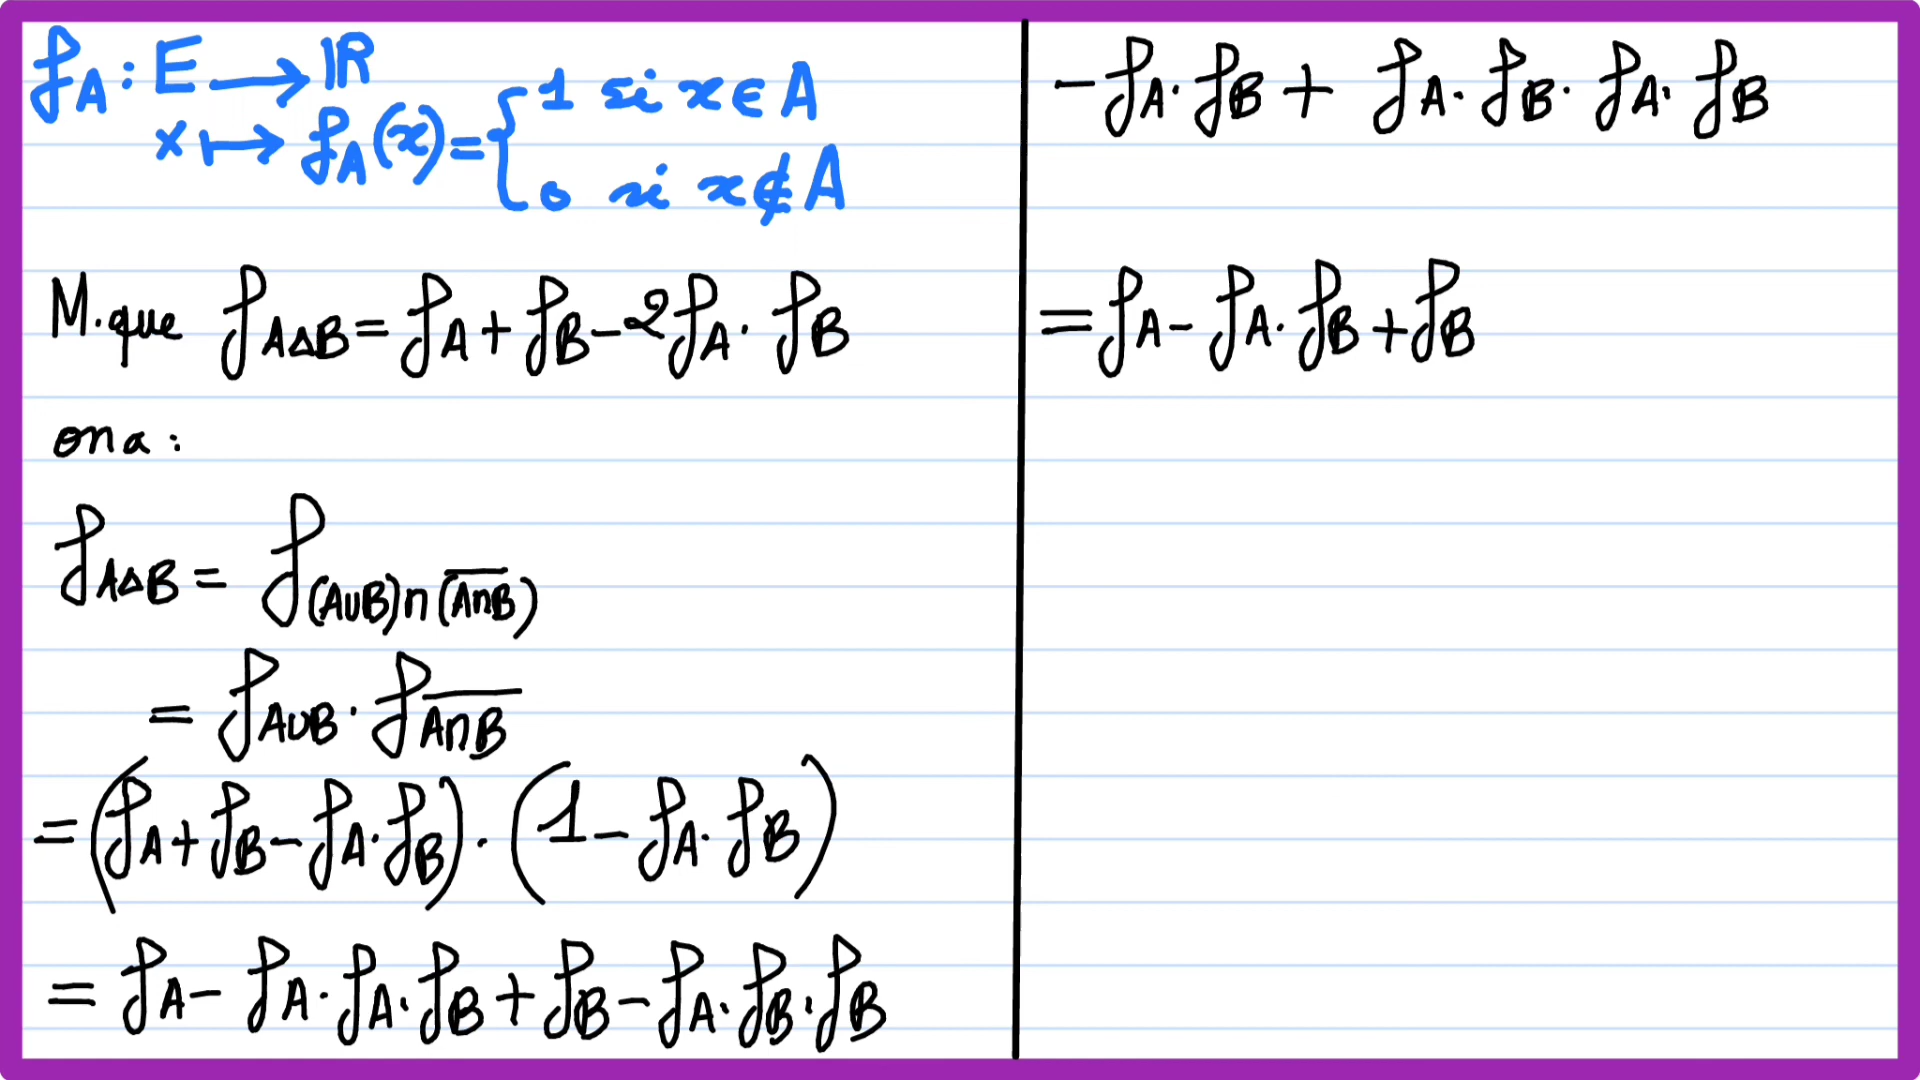 f_A : E ⟶ ℝ
x ⟼ f_A(x) = { 1 si x ∈ A
0 si x ∉ A
M.que f_{A△B} = f_A + f_B - 2f_A . f_B
on a :
f_{A△B} = f_{(A∪B)∩(\overline{A∩B})}
= f_{A∪B} . f_{\overline{A∩B}}
= (f_A + f_B - f_A . f_B) . (1 - f_A . f_B)
= f_A - f_A . f_A . f_B + f_B - f_A . f_B . f_B
- f_A . f_B + f_A . f_B . f_A . f_B
= f_A - f_A . f_B + f_B